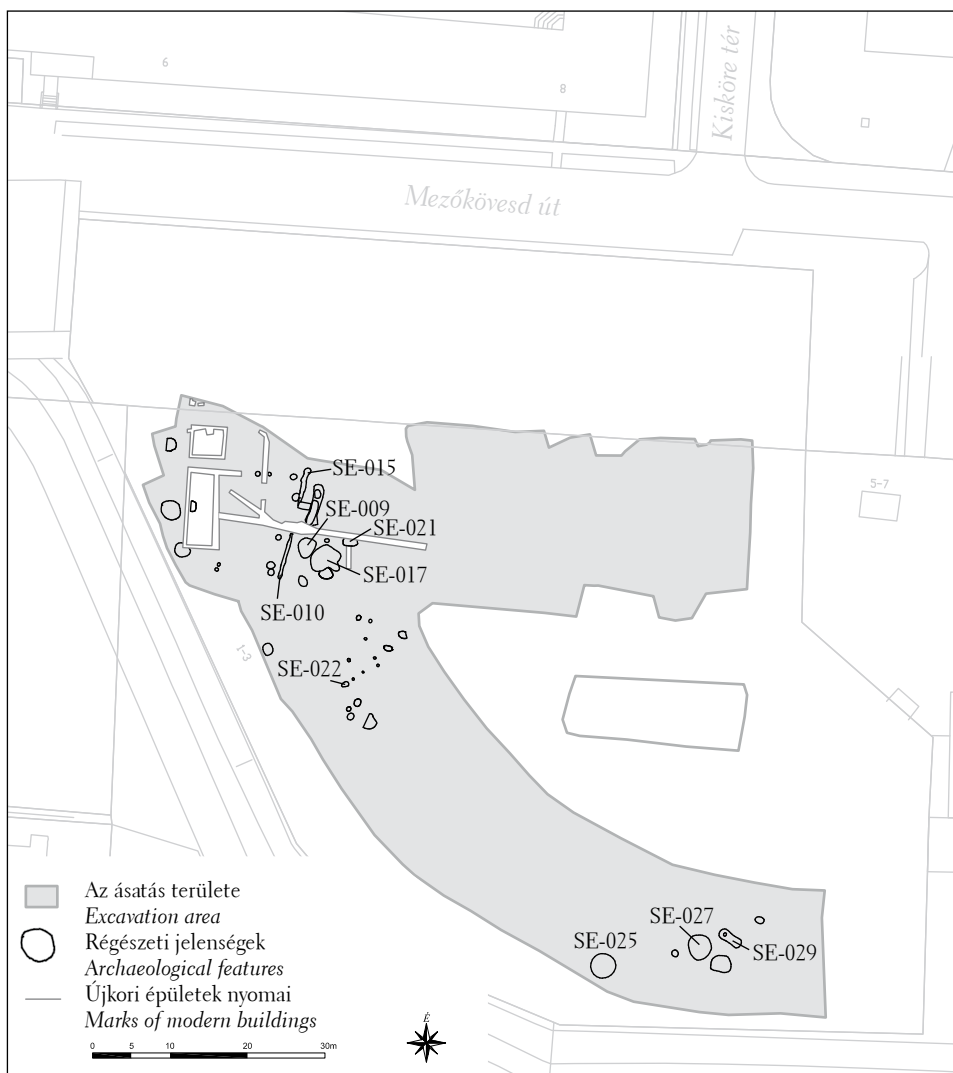 6
8
Kisköre tér
Mezőkövesd út
5-7
SE-015
SE-009
SE-021
SE-017
SE-010
1-3
SE-022
SE-027
SE-025
SE-029
Az ásatás területe
Excavation area
Régészeti jelenségek
Archaeological features
Újkori épületek nyomai
Marks of modern buildings
É
0 5 10 20 30m